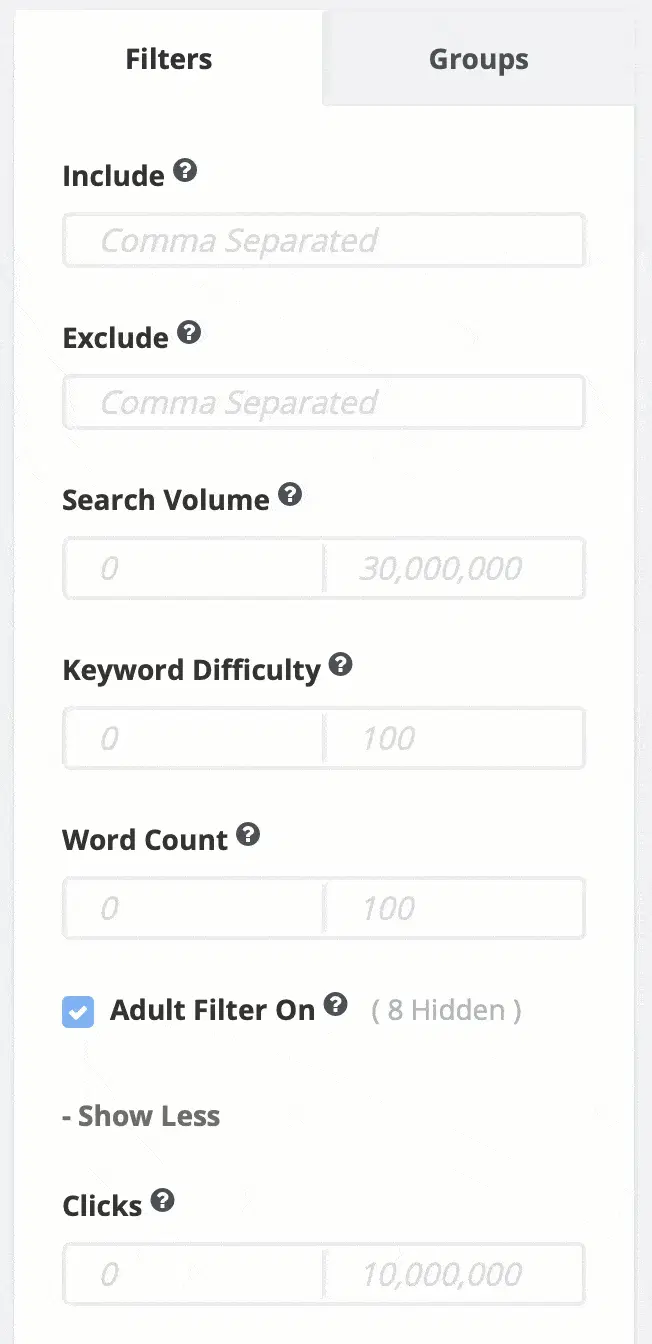 Filters Groups
Include ?
Comma Separated
Exclude ?
Comma Separated
Search Volume ?
0 30,000,000
Keyword Difficulty ?
0 100
Word Count ?
0 100
Adult Filter On ? ( 8 Hidden )
- Show Less
Clicks ?
0 10,000,000